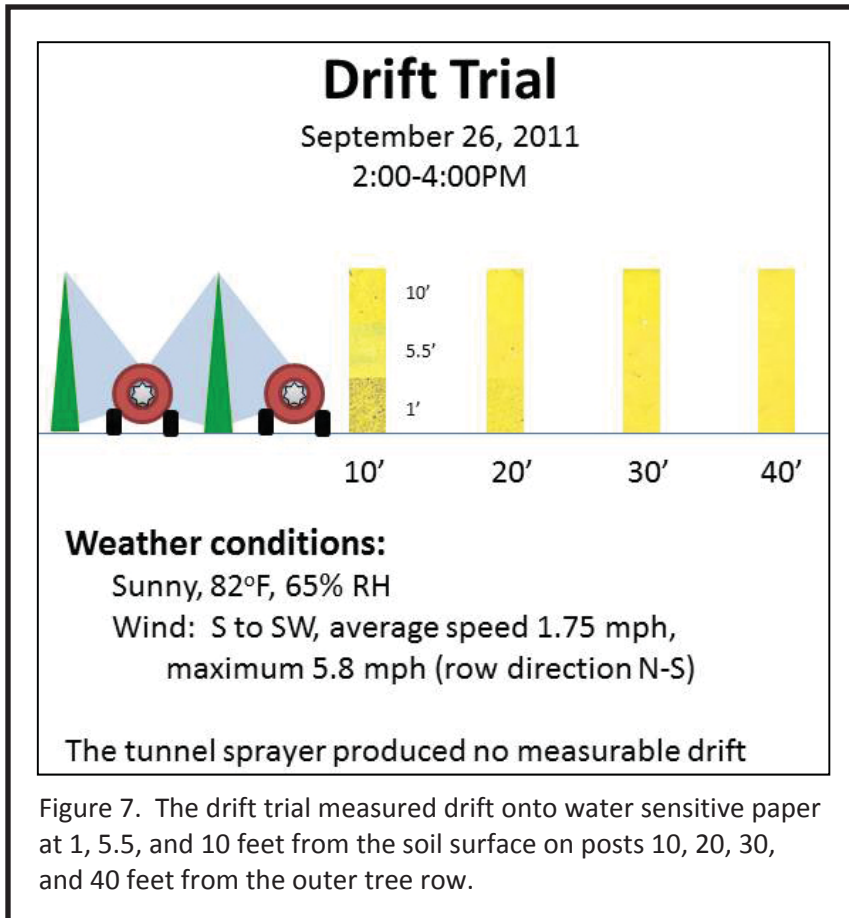 Drift Trial
September 26, 2011
2:00-4:00PM
10’
5.5’
1’
10’ 20’ 30’ 40’
Weather conditions:
Sunny, 82°F, 65% RH
Wind: S to SW, average speed 1.75 mph,
maximum 5.8 mph (row direction N-S)
The tunnel sprayer produced no measurable drift
Figure 7. The drift trial measured drift onto water sensitive paper
at 1, 5.5, and 10 feet from the soil surface on posts 10, 20, 30,
and 40 feet from the outer tree row.